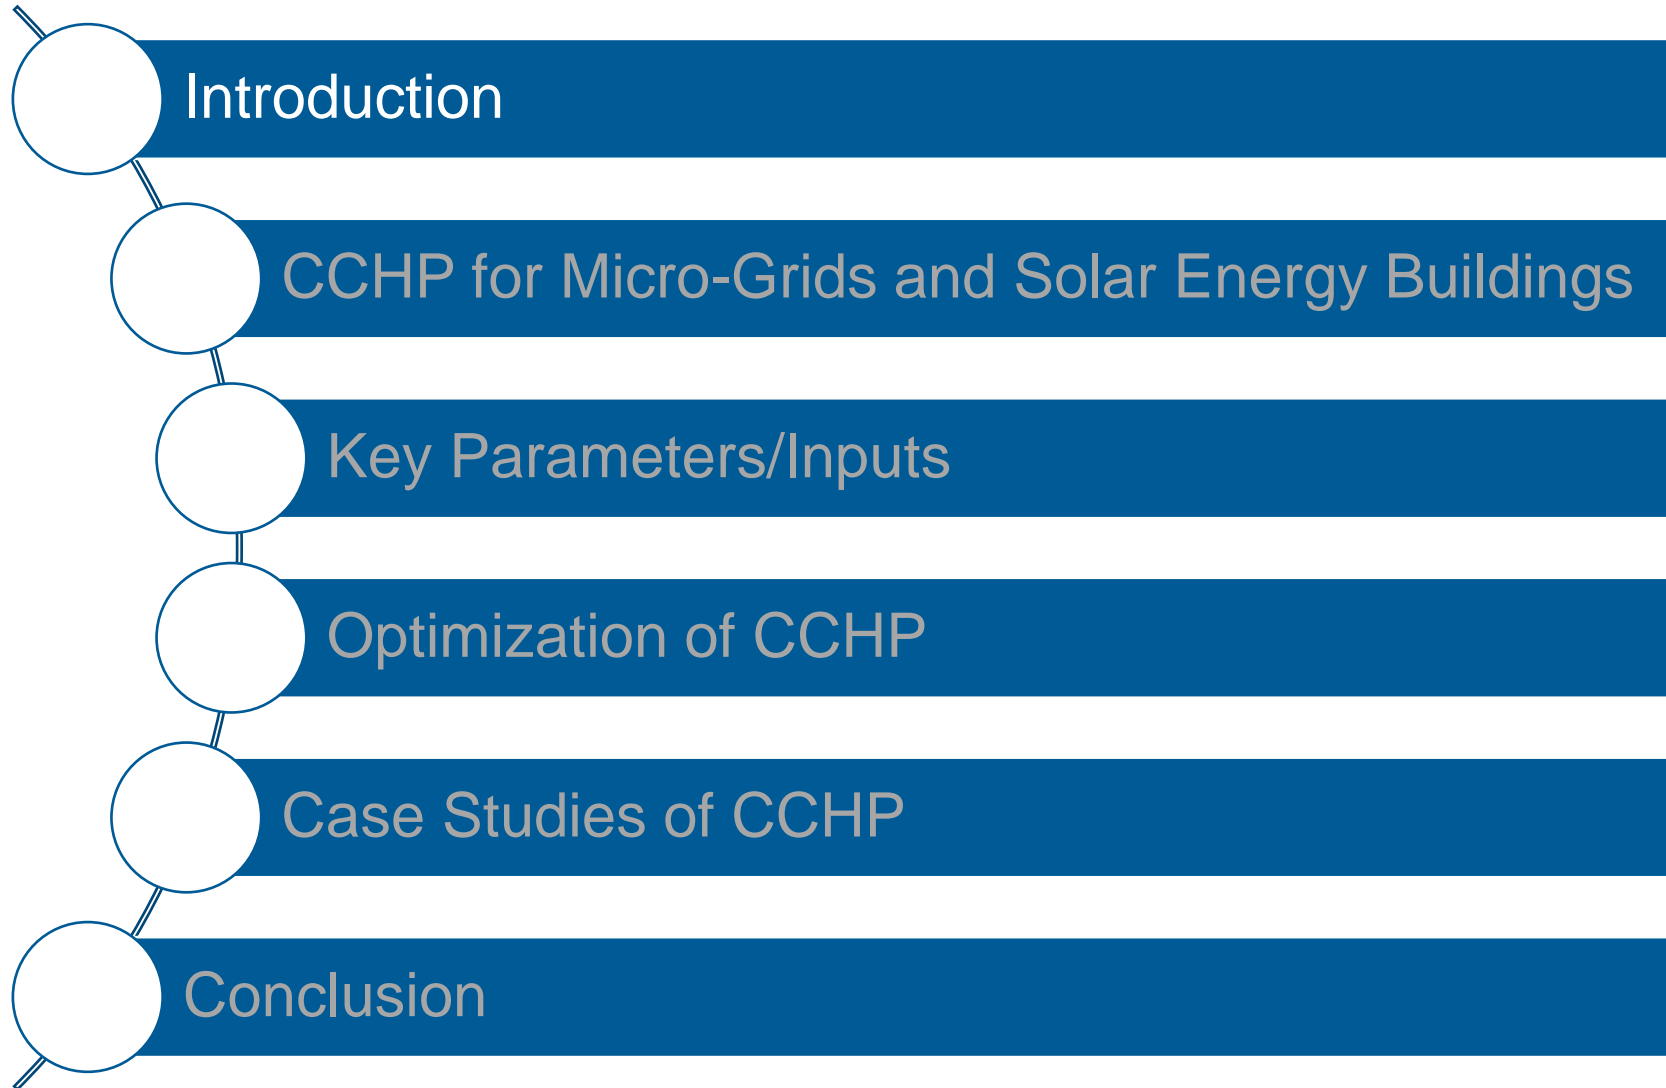 Introduction
CCHP for Micro-Grids and Solar Energy Buildings
Key Parameters/Inputs
Optimization of CCHP
Case Studies of CCHP
Conclusion